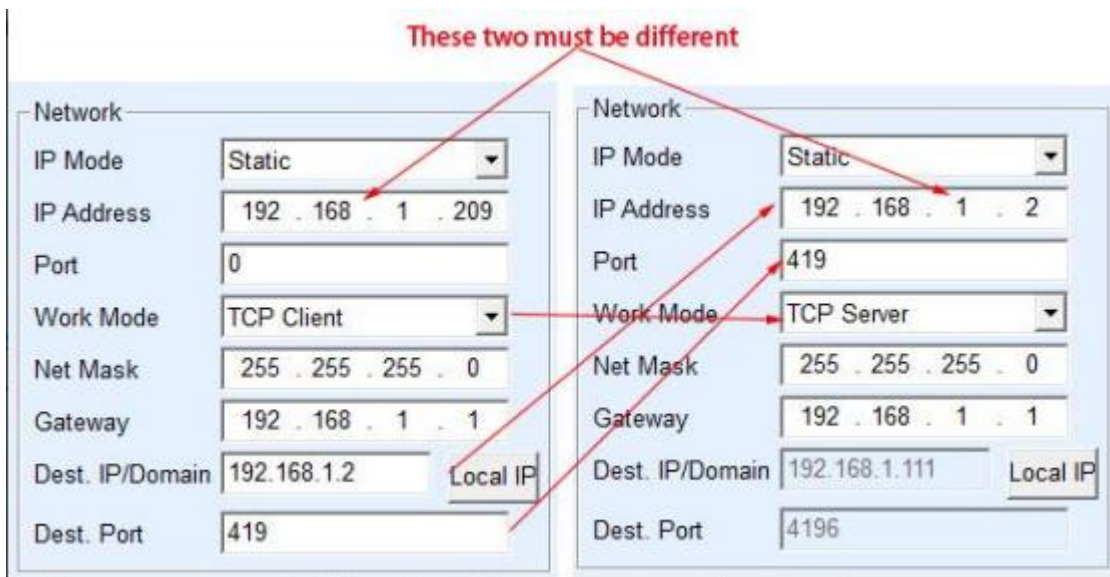 These two must be different
Network
IP Mode Static
IP Address 192 . 168 . 1 . 209
Port 0
Work Mode TCP Client
Net Mask 255 . 255 . 255 . 0
Gateway 192 . 168 . 1 . 1
Dest. IP/Domain 192.168.1.2 Local IP
Dest. Port 419
Network
IP Mode Static
IP Address 192 . 168 . 1 . 2
Port 419
Work Mode TCP Server
Net Mask 255 . 255 . 255 . 0
Gateway 192 . 168 . 1 . 1
Dest. IP/Domain 192.168.1.111 Local IP
Dest. Port 4196